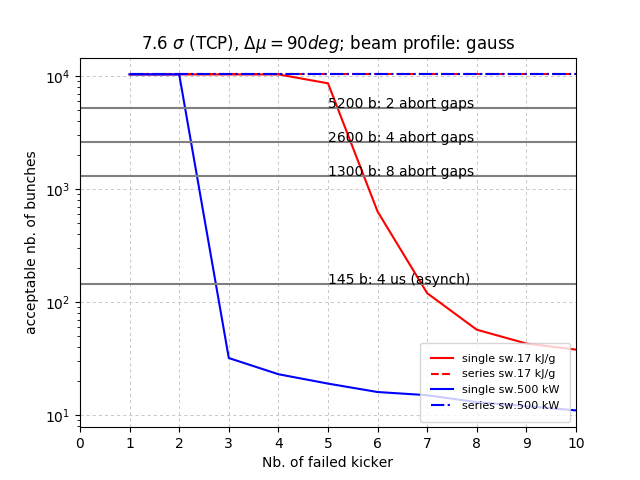 7.6 σ (TCP), Δμ = 90deg; beam profile: gauss
acceptable nb. of bunches
10⁴
10³
10²
10¹
5200 b: 2 abort gaps
2600 b: 4 abort gaps
1300 b: 8 abort gaps
145 b: 4 us (asynch)
single sw.17 kJ/g
series sw.17 kJ/g
single sw.500 kW
series sw.500 kW
0 1 2 3 4 5 6 7 8 9 10
Nb. of failed kicker